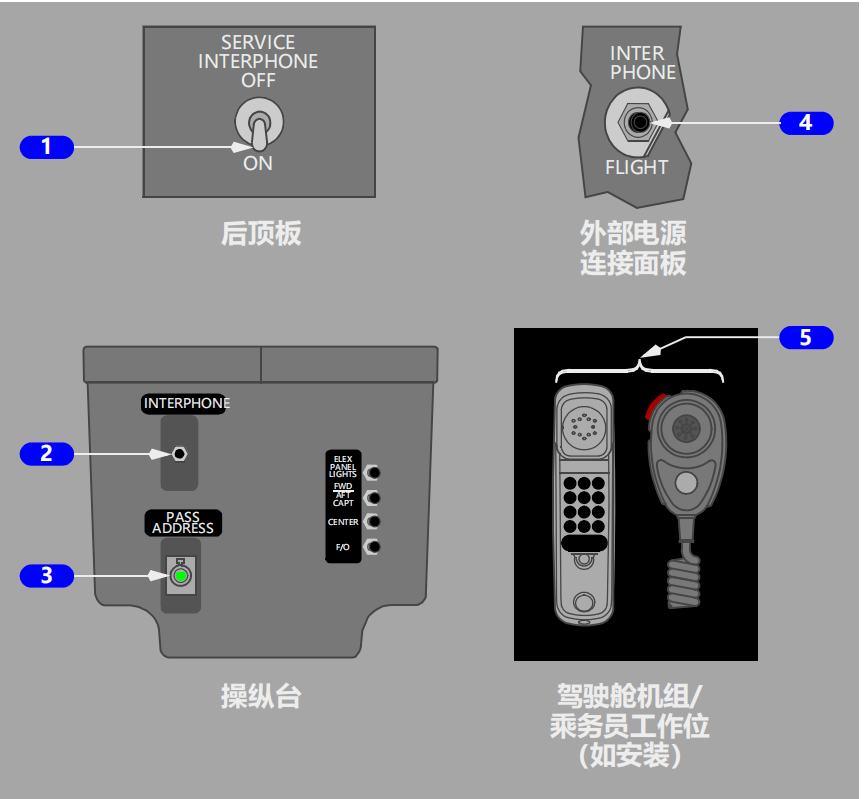 SERVICE
INTERPHONE
OFF
1
ON
后顶板
INTER
PHONE
4
FLIGHT
外部电源
连接面板
INTERPHONE
2
PASS
ADDRESS
3
ELEX
PANEL
LIGHTS
FWD
AFT
CAPT
CENTER
F/O
操纵台
5
驾驶舱机组/
乘务员工作位
（如安装）